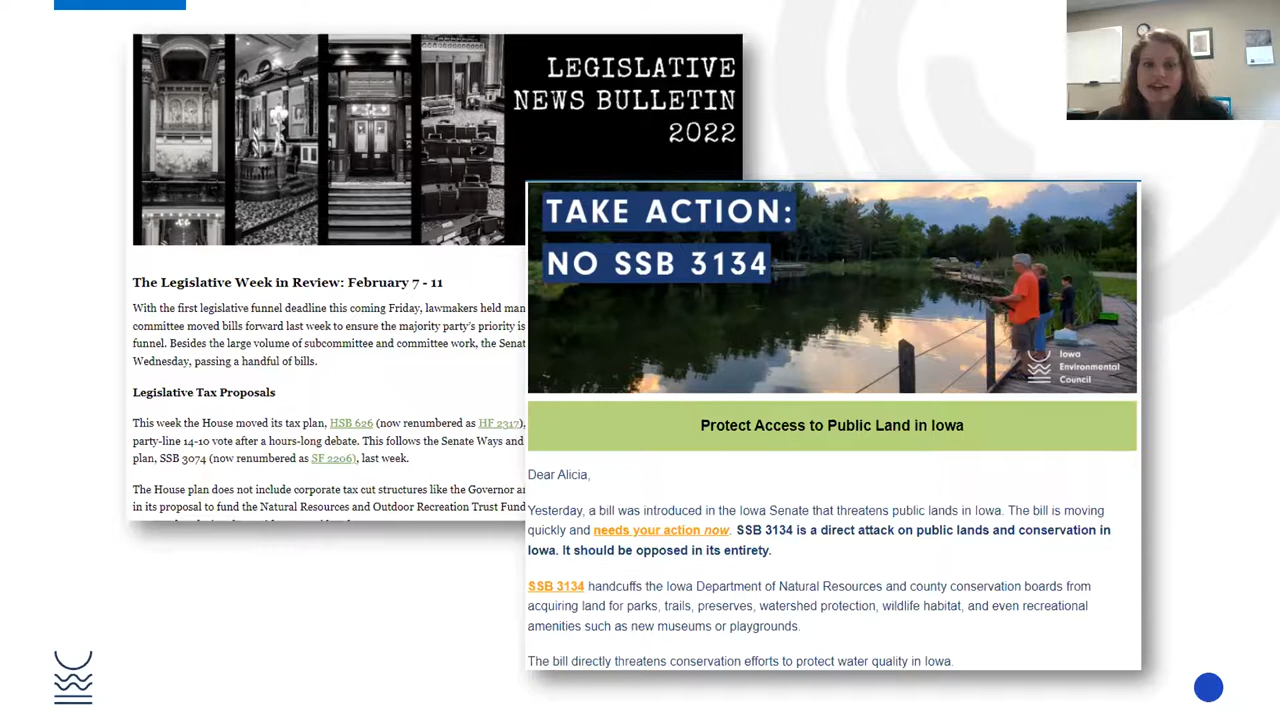 LEGISLATIVE
NEWS BULLETIN
2022
The Legislative Week in Review: February 7 - 11
With the first legislative funnel deadline this coming Friday, lawmakers held man
committee moved bills forward last week to ensure the majority party's priority is
funnel. Besides the large volume of subcommittee and committee work, the Senat
Wednesday, passing a handful of bills.
Legislative Tax Proposals
This week the House moved its tax plan, HSB 626 (now renumbered as HF 2317),
party-line 14-10 vote after a hours-long debate. This follows the Senate Ways and
plan, SSB 3074 (now renumbered as SF 2206), last week.
The House plan does not include corporate tax cut structures like the Governor an
in its proposal to fund the Natural Resources and Outdoor Recreation Trust Fund
TAKE ACTION:
NO SSB 3134
Iowa
Environmental
Council
Protect Access to Public Land in Iowa
Dear Alicia,
Yesterday, a bill was introduced in the Iowa Senate that threatens public lands in Iowa. The bill is moving
quickly and needs your action now. SSB 3134 is a direct attack on public lands and conservation in
Iowa. It should be opposed in its entirety.
SSB 3134 handcuffs the Iowa Department of Natural Resources and county conservation boards from
acquiring land for parks, trails, preserves, watershed protection, wildlife habitat, and even recreational
amenities such as new museums or playgrounds.
The bill directly threatens conservation efforts to protect water quality in Iowa.